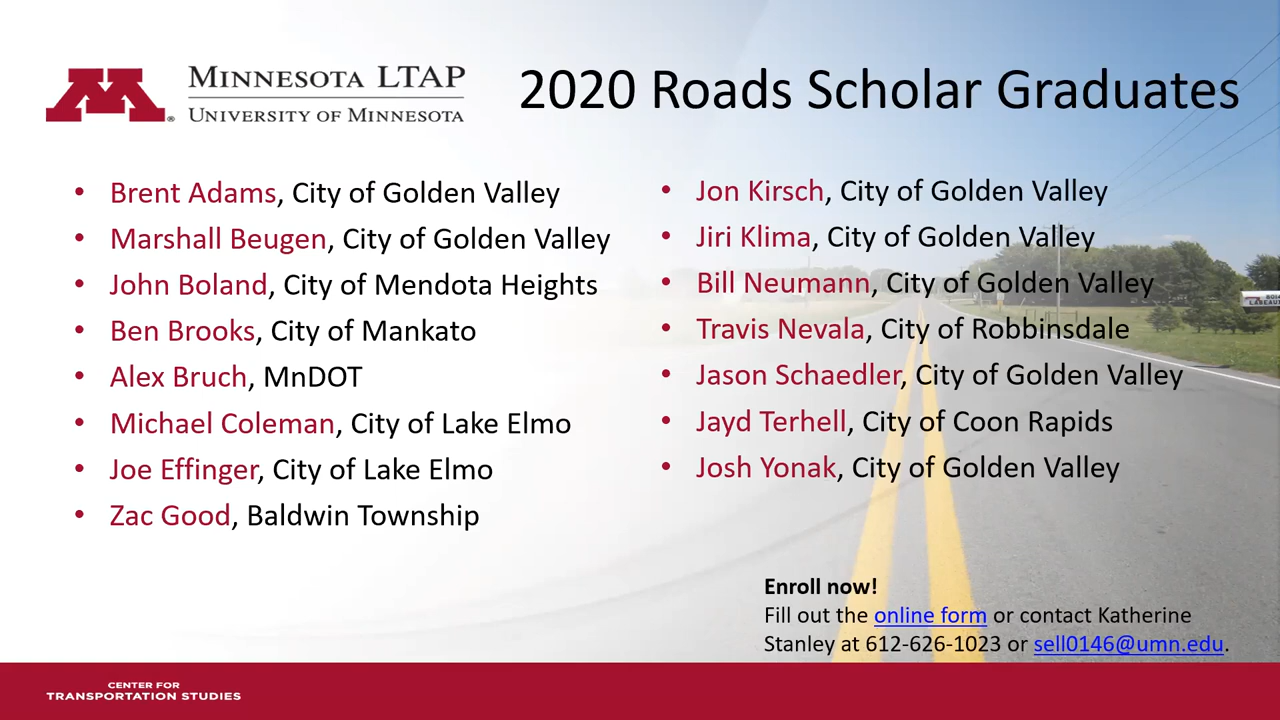 M®
MINNESOTA LTAP
UNIVERSITY OF MINNESOTA
2020 Roads Scholar Graduates
• Brent Adams, City of Golden Valley
• Marshall Beugen, City of Golden Valley
• John Boland, City of Mendota Heights
• Ben Brooks, City of Mankato
• Alex Bruch, MnDOT
• Michael Coleman, City of Lake Elmo
• Joe Effinger, City of Lake Elmo
• Zac Good, Baldwin Township
• Jon Kirsch, City of Golden Valley
• Jiri Klima, City of Golden Valley
• Bill Neumann, City of Golden Valley
• Travis Nevala, City of Robbinsdale
• Jason Schaedler, City of Golden Valley
• Jayd Terhell, City of Coon Rapids
• Josh Yonak, City of Golden Valley
Enroll now!
Fill out the online form or contact Katherine
Stanley at 612-626-1023 or sell0146@umn.edu.
CENTER FOR
TRANSPORTATION STUDIES